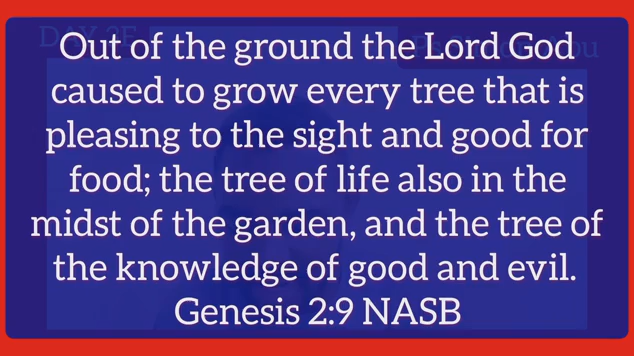 Out of the ground the Lord God
caused to grow every tree that is
pleasing to the sight and good for
food; the tree of life also in the
midst of the garden, and the tree of
the knowledge of good and evil.
Genesis 2:9 NASB